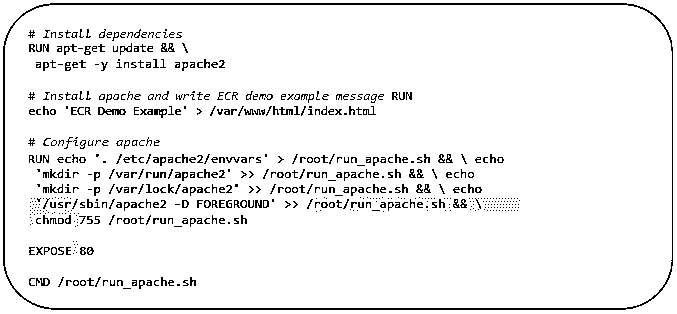 # Install dependencies
RUN apt-get update && \
apt-get -y install apache2
# Install apache and write ECR demo example message RUN
echo 'ECR Demo Example' > /var/www/html/index.html
# Configure apache
RUN echo '. /etc/apache2/envvars' > /root/run_apache.sh && \ echo
'mkdir -p /var/run/apache2' >> /root/run_apache.sh && \ echo
'mkdir -p /var/lock/apache2' >> /root/run_apache.sh && \ echo
'/usr/sbin/apache2 -D FOREGROUND' >> /root/run_apache.sh && \
chmod 755 /root/run_apache.sh
EXPOSE 80
CMD /root/run_apache.sh